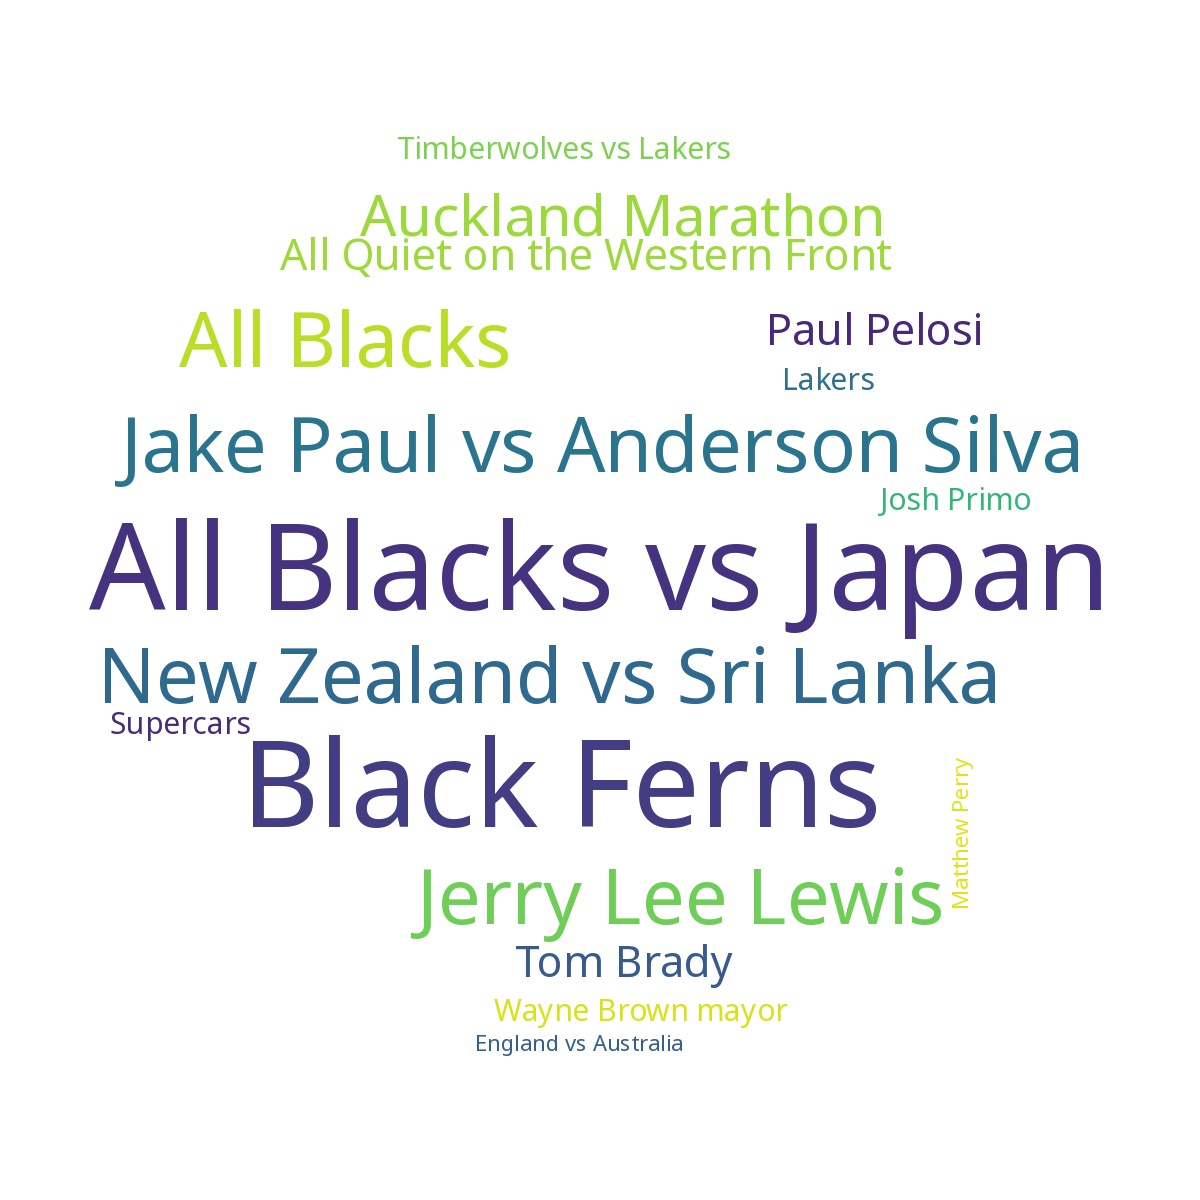 Timberwolves vs Lakers
Auckland Marathon
All Quiet on the Western Front
All Blacks
Paul Pelosi
Lakers
Jake Paul vs Anderson Silva
Josh Primo
All Blacks vs Japan
New Zealand vs Sri Lanka
Supercars
Black Ferns
Matthew Perry
Jerry Lee Lewis
Tom Brady
Wayne Brown mayor
England vs Australia